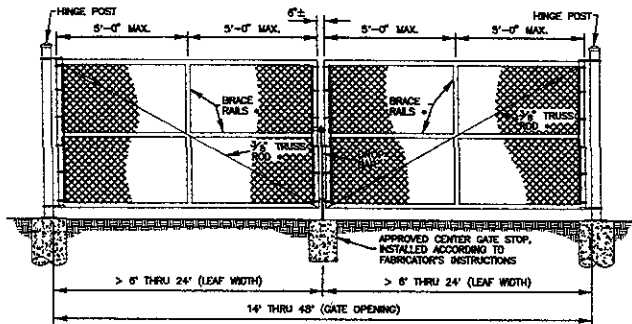 HINGE POST
6"±
HINGE POST
5'-0" MAX.
5'-0" MAX.
5'-0" MAX.
5'-0" MAX.
BRACE
RAILS *
BRACE
RAILS *
3/8" TRUSS
ROD
TRUSS
ROD
APPROVED CENTER GATE STOP,
INSTALLED ACCORDING TO
FABRICATOR'S INSTRUCTIONS
> 6' THRU 24' (LEAF WIDTH)
> 6' THRU 24' (LEAF WIDTH)
14' THRU 48' (GATE OPENING)